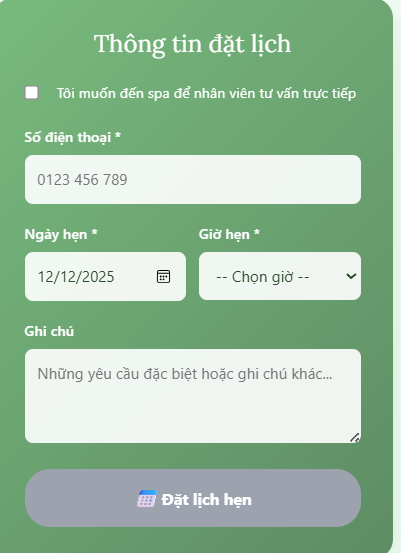 Thông tin đặt lịch
Tôi muốn đến spa để nhân viên tư vấn trực tiếp
Số điện thoại *
0123 456 789
Ngày hẹn *
Giờ hẹn *
12/12/2025
-- Chọn giờ --
Ghi chú
Những yêu cầu đặc biệt hoặc ghi chú khác...
Đặt lịch hẹn